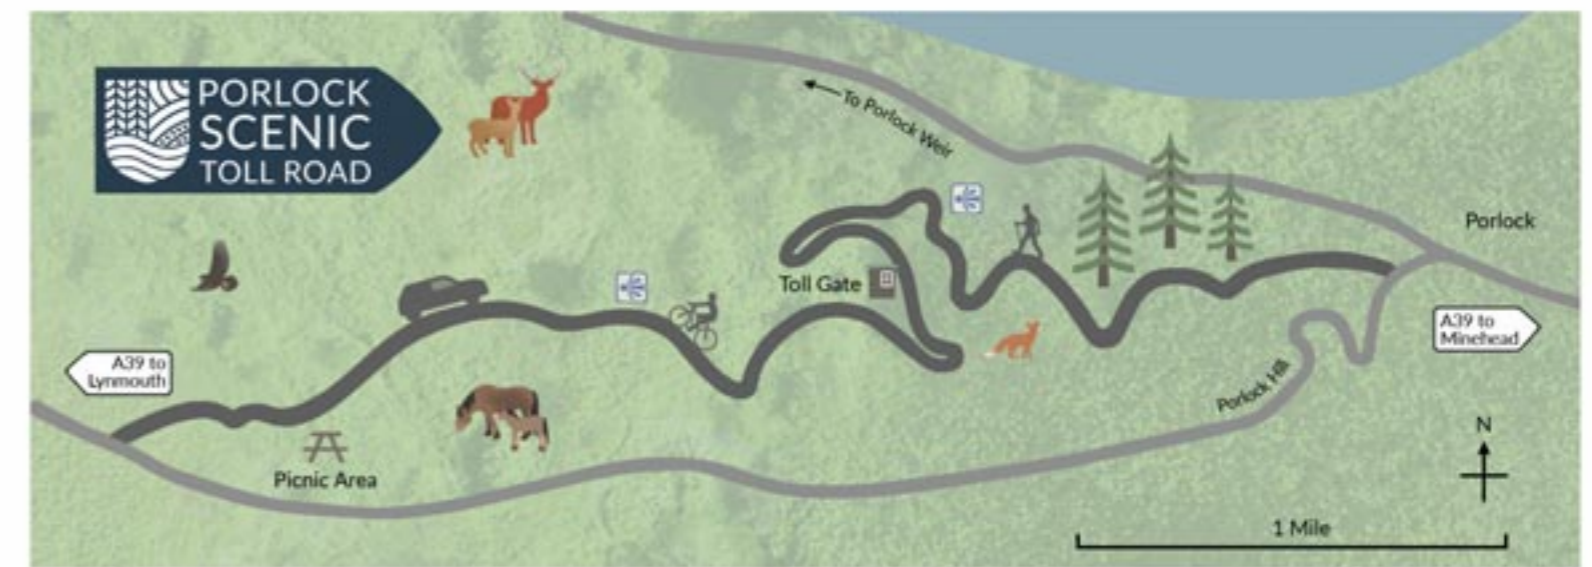 PORLOCK
SCENIC
TOLL ROAD
To Porlock Weir
Porlock
Toll Gate
A39 to
Minehead
A39 to
Lynmouth
Porlock Hill
Picnic Area
N
1 Mile